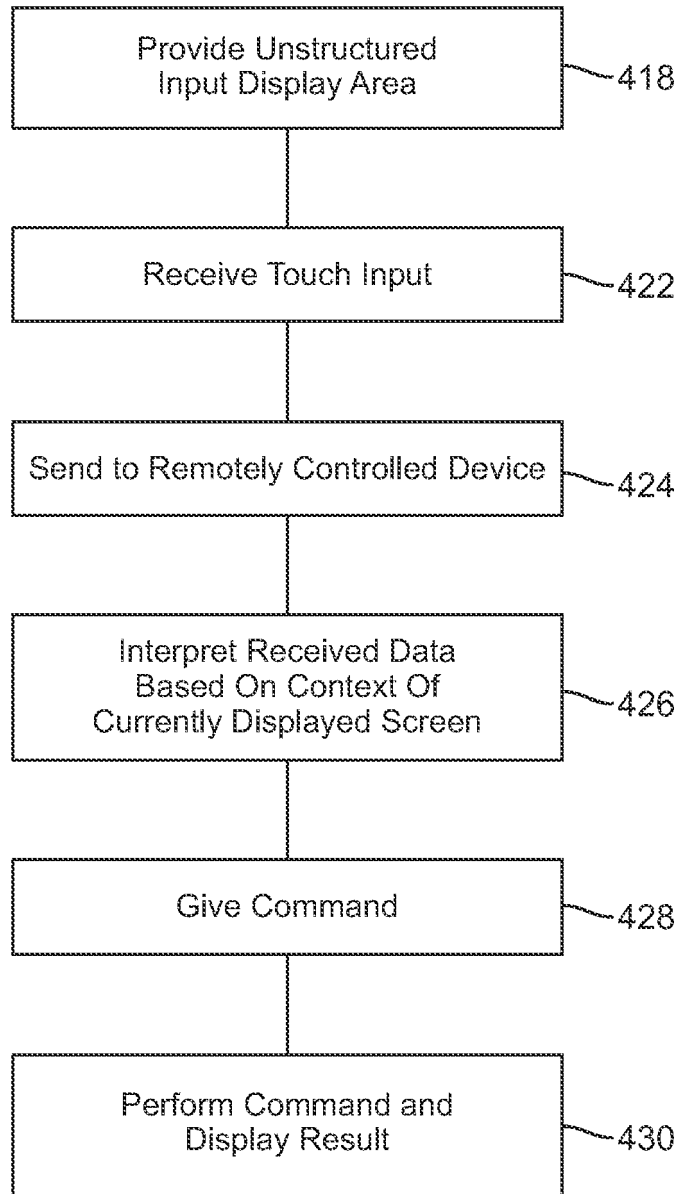 Provide Unstructured
Input Display Area
418
Receive Touch Input
422
Send to Remotely Controlled Device
424
Interpret Received Data
Based On Context Of
Currently Displayed Screen
426
Give Command
428
Perform Command and
Display Result
430